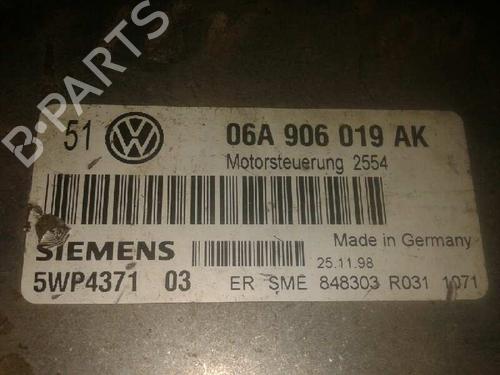 B-PARTS
51 VW 06A 906 019 AK
Motorsteuerung 2554
SIEMENS
Made in Germany
25.11.98
5WP4371 03 ER SME 848303 R031 1071